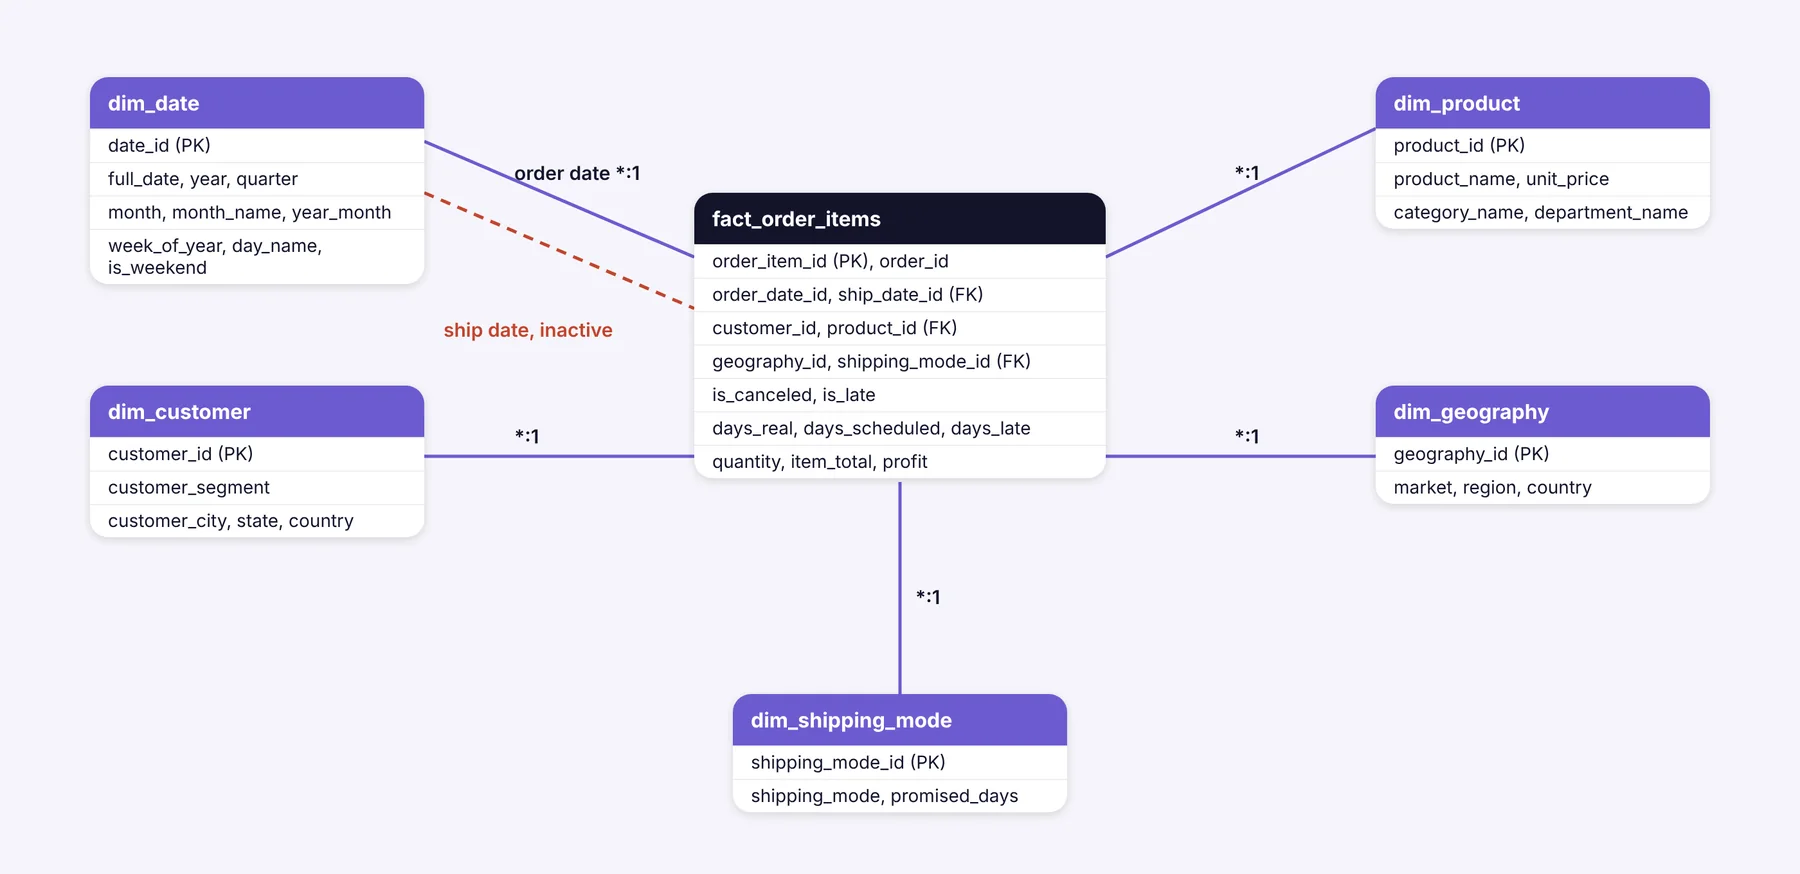 dim_date
date_id (PK)
full_date, year, quarter
month, month_name, year_month
week_of_year, day_name,
is_weekend
order date *:1
ship date, inactive
fact_order_items
order_item_id (PK), order_id
order_date_id, ship_date_id (FK)
customer_id, product_id (FK)
geography_id, shipping_mode_id (FK)
is_canceled, is_late
days_real, days_scheduled, days_late
quantity, item_total, profit
*:1
dim_product
product_id (PK)
product_name, unit_price
category_name, department_name
dim_customer
customer_id (PK)
customer_segment
customer_city, state, country
*:1
*:1
dim_geography
geography_id (PK)
market, region, country
*:1
dim_shipping_mode
shipping_mode_id (PK)
shipping_mode, promised_days